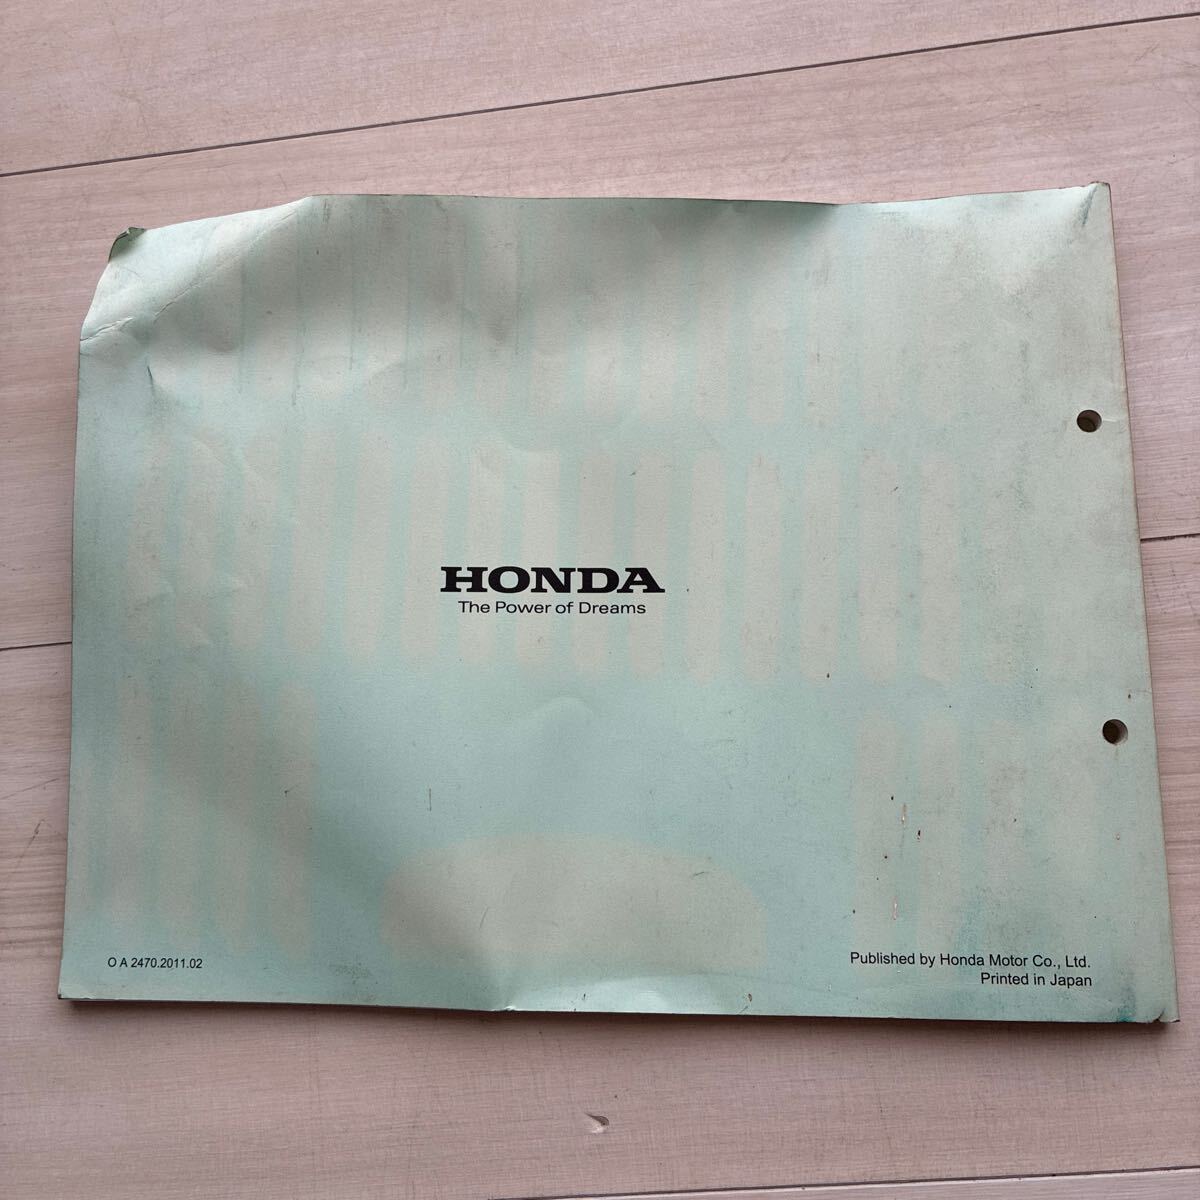 HONDA
The Power of Dreams
O A 2470.2011.02
Published by Honda Motor Co., Ltd.
Printed in Japan